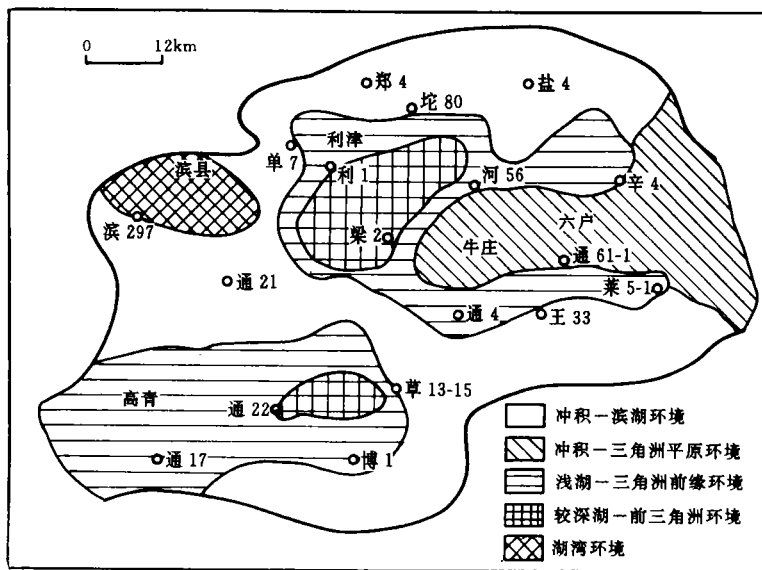 0 12km
郑 4
盐 4
坨 80
利津
单 7
滨县
利 1
河 56
辛 4
滨 297
六户
梁 2
牛庄
通 61-1
通 21
莱 5-1
通 4
王 33
草 13-15
高青
通 22
通 17
博 1
冲积—滨湖环境
冲积—三角洲平原环境
浅湖—三角洲前缘环境
较深湖—前三角洲环境
湖湾环境